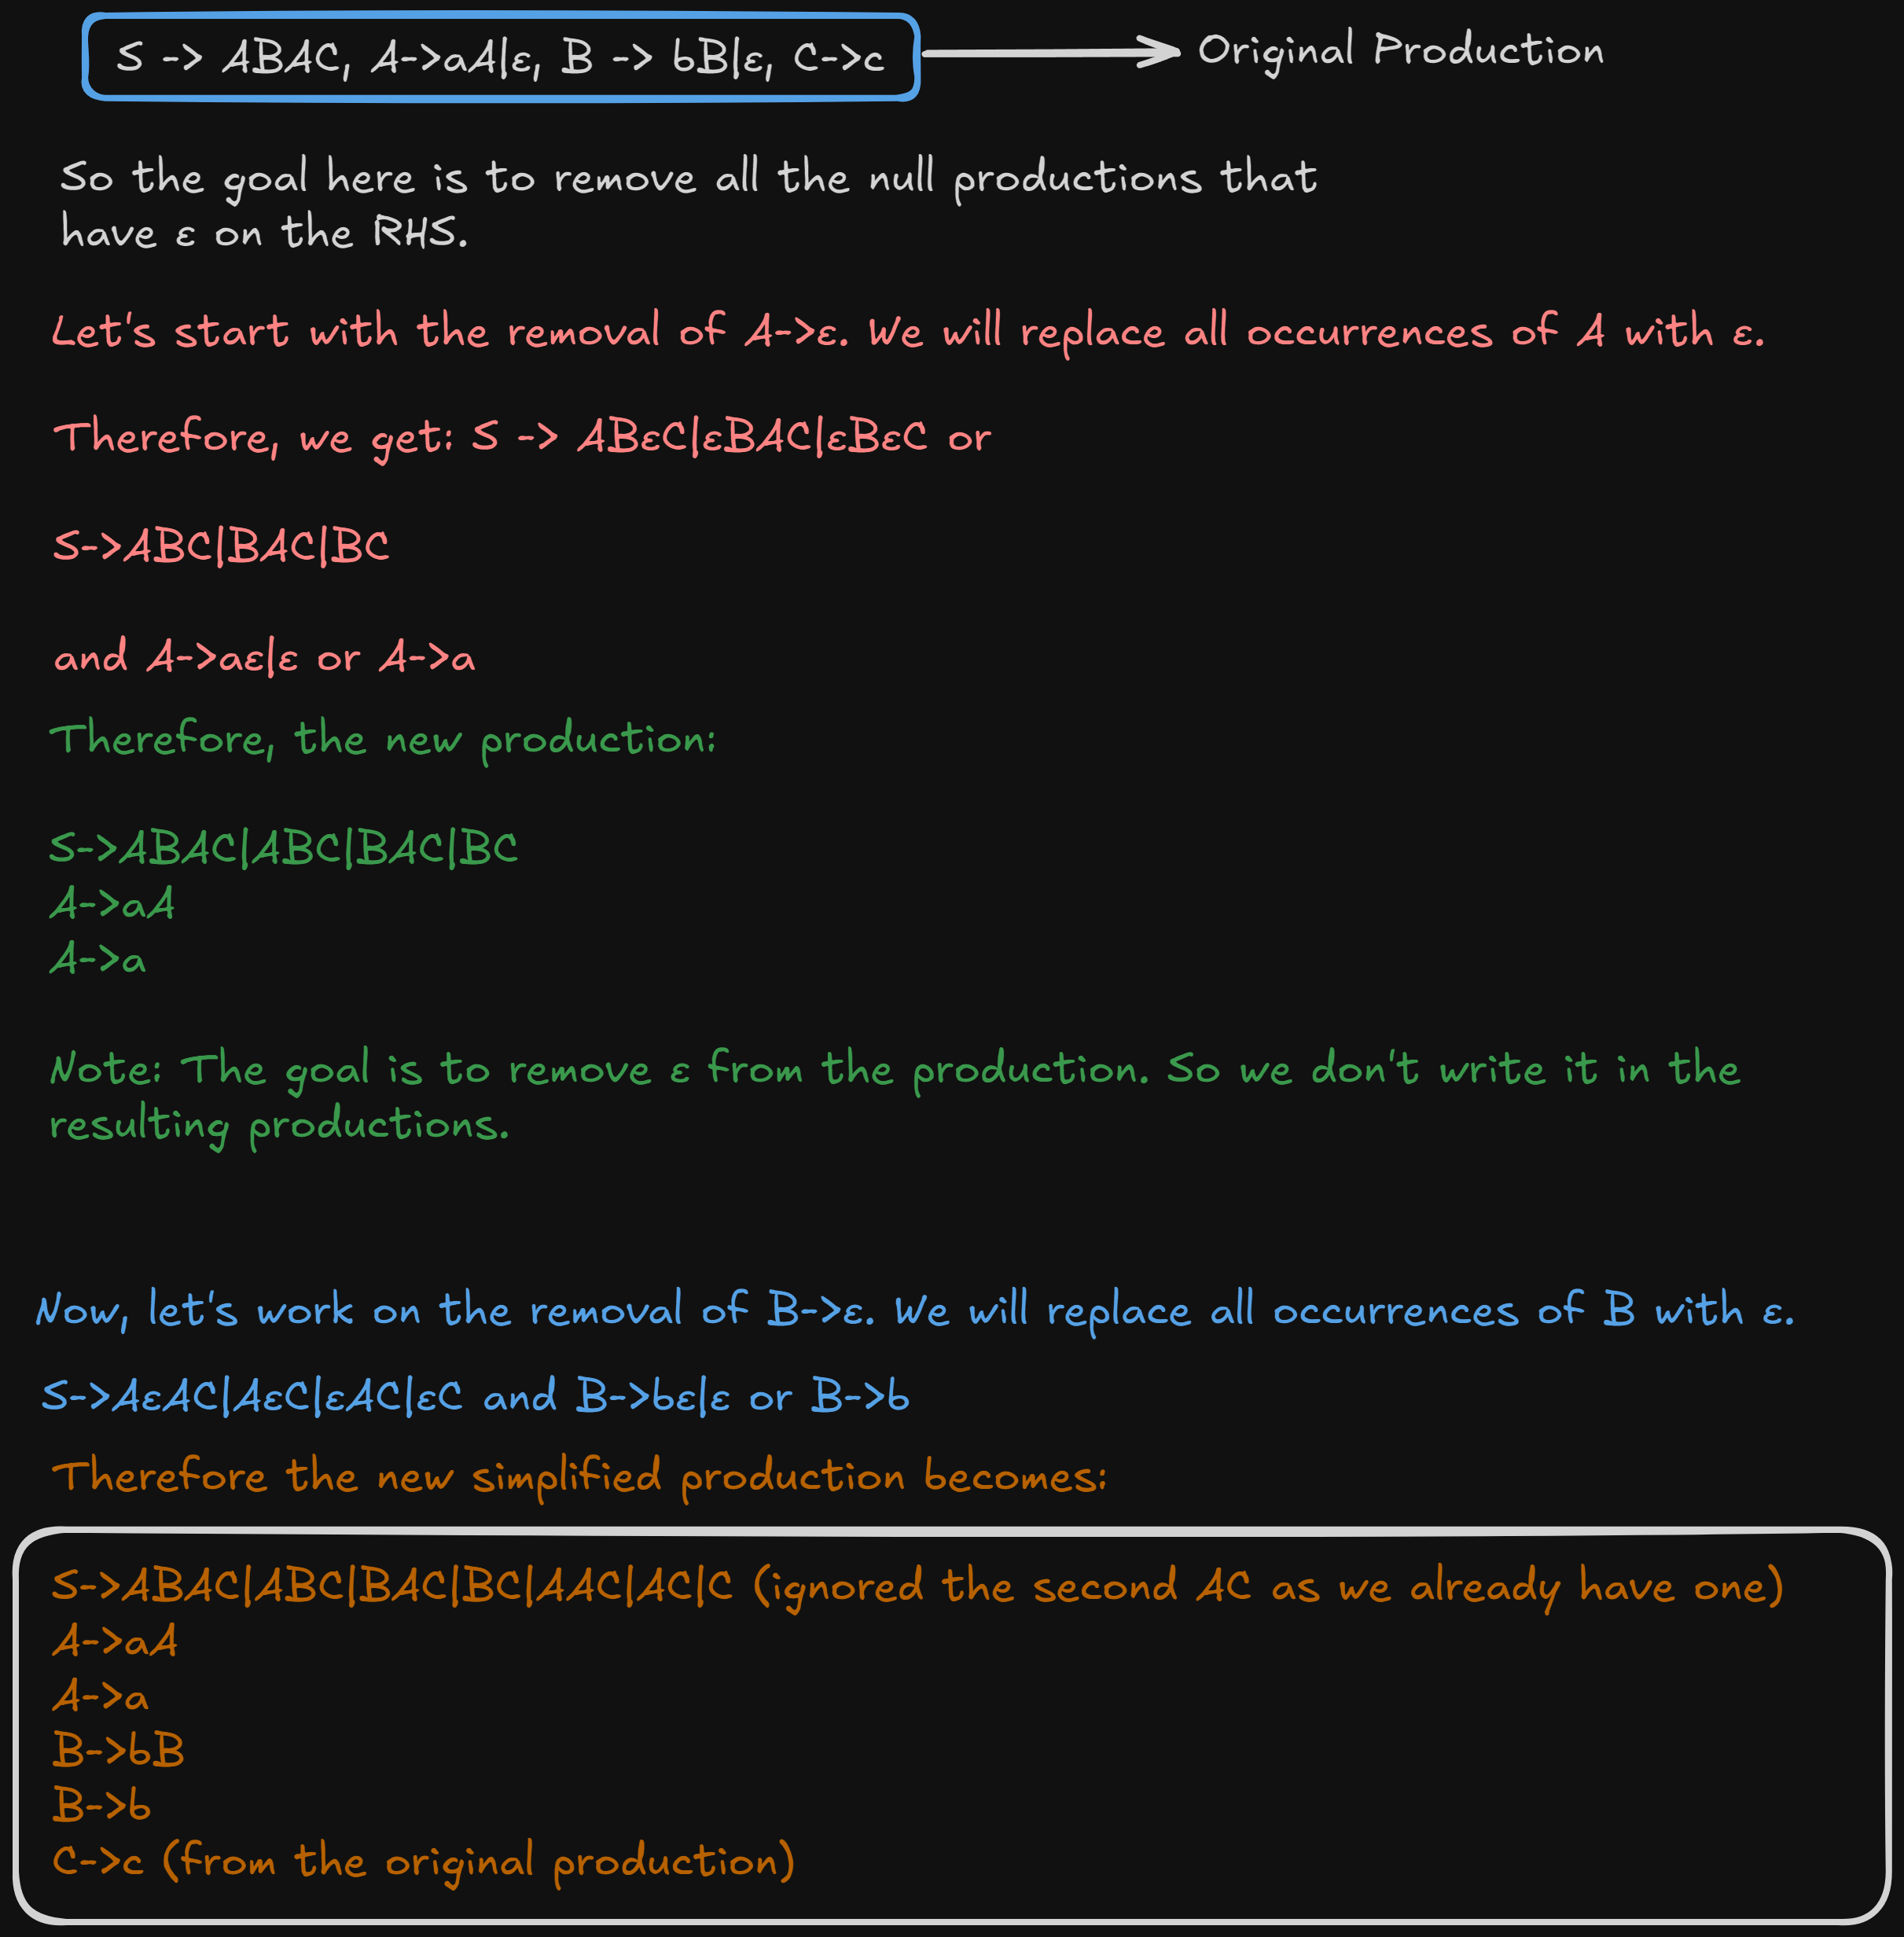 S -> ABAC, A->aA|ε, B -> bB|ε, C->c
Original Production
So the goal here is to remove all the null productions that
have ε on the RHS.
Let's start with the removal of A->ε. We will replace all occurrences of A with ε.
Therefore, we get: S -> ABεC|εBAC|εBεC or
S->ABC|BAC|BC
and A->aε|ε or A->a
Therefore, the new production:
S->ABAC|ABC|BAC|BC
A->aA
A->a
Note: The goal is to remove ε from the production. So we don't write it in the
resulting productions.
Now, let's work on the removal of B->ε. We will replace all occurrences of B with ε.
S->AεAC|AεC|εAC|εC and B->bε|ε or B->b
Therefore the new simplified production becomes:
S->ABAC|ABC|BAC|BC|AAC|AC|C (ignored the second AC as we already have one)
A->aA
A->a
B->bB
B->b
C->c (from the original production)